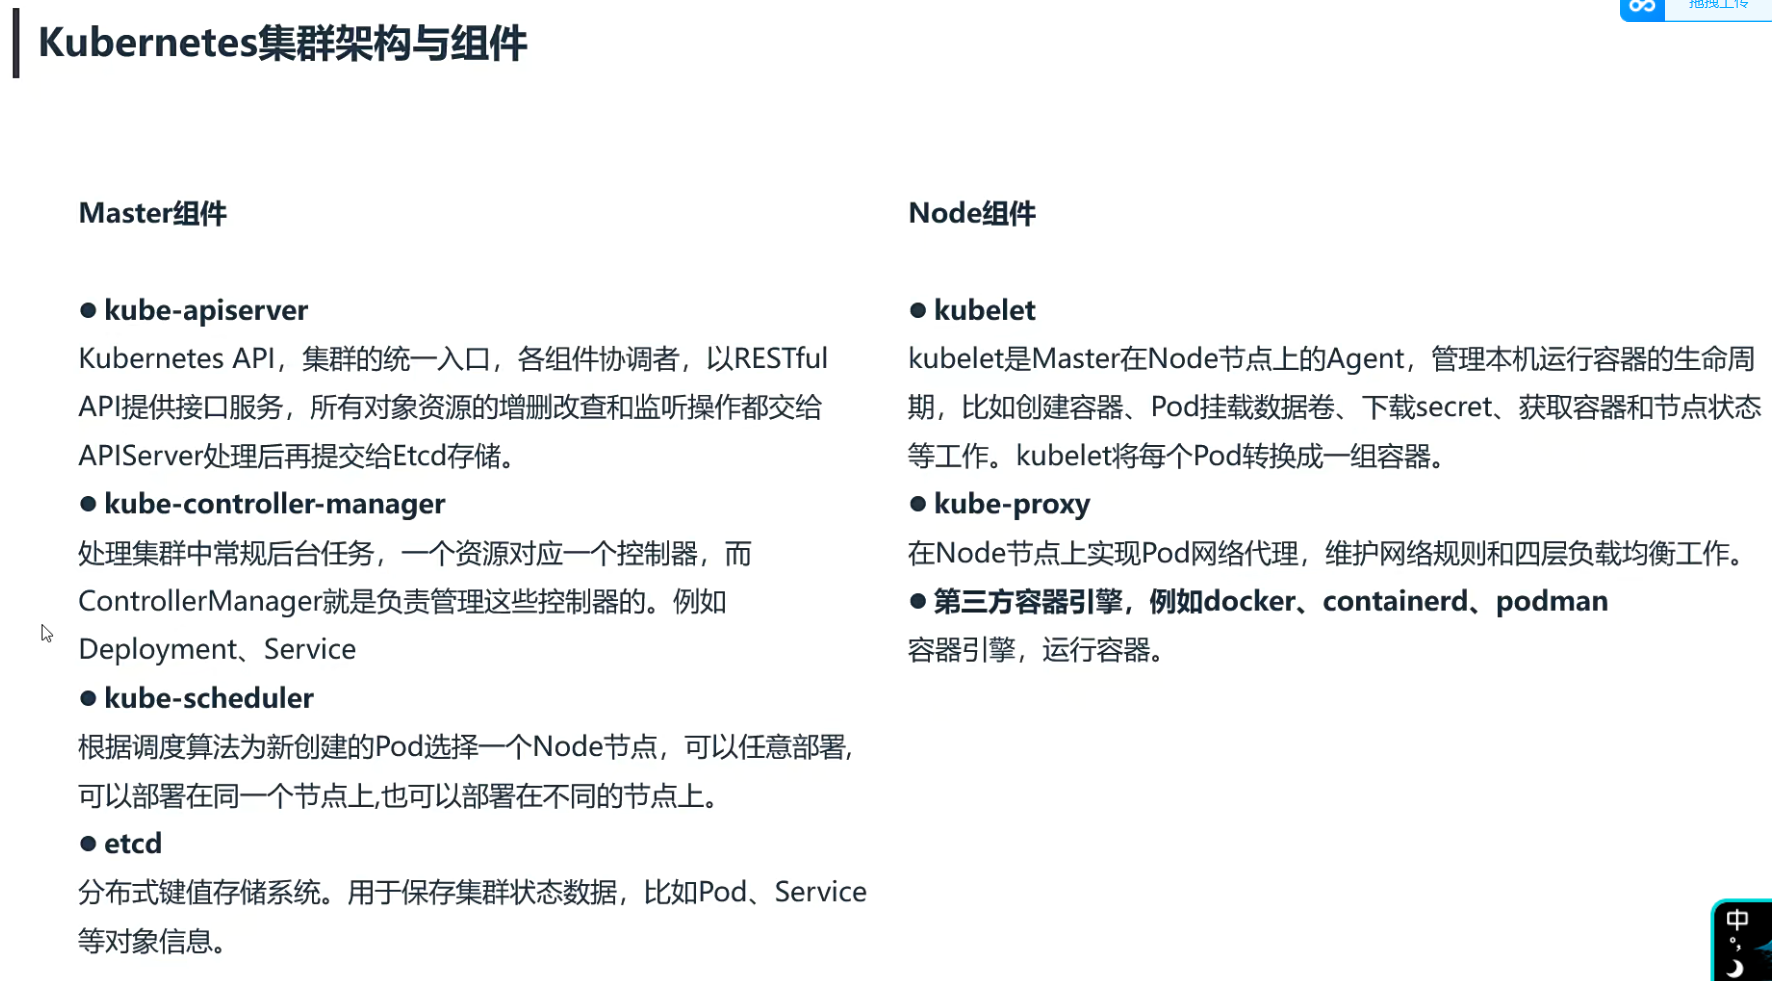 Kubernetes集群架构与组件
拖拽上传
Master组件
● kube-apiserver
Kubernetes API，集群的统一入口，各组件协调者，以RESTful
API提供接口服务，所有对象资源的增删改查和监听操作都交给
APIServer处理后再提交给Etcd存储。
● kube-controller-manager
处理集群中常规后台任务，一个资源对应一个控制器，而
ControllerManager就是负责管理这些控制器的。例如
Deployment、Service
● kube-scheduler
根据调度算法为新创建的Pod选择一个Node节点，可以任意部署,
可以部署在同一个节点上,也可以部署在不同的节点上。
● etcd
分布式键值存储系统。用于保存集群状态数据，比如Pod、Service
等对象信息。
Node组件
● kubelet
kubelet是Master在Node节点上的Agent，管理本机运行容器的生命周
期，比如创建容器、Pod挂载数据卷、下载secret、获取容器和节点状态
等工作。kubelet将每个Pod转换成一组容器。
● kube-proxy
在Node节点上实现Pod网络代理，维护网络规则和四层负载均衡工作。
● 第三方容器引擎，例如docker、containerd、podman
容器引擎，运行容器。
中
°,